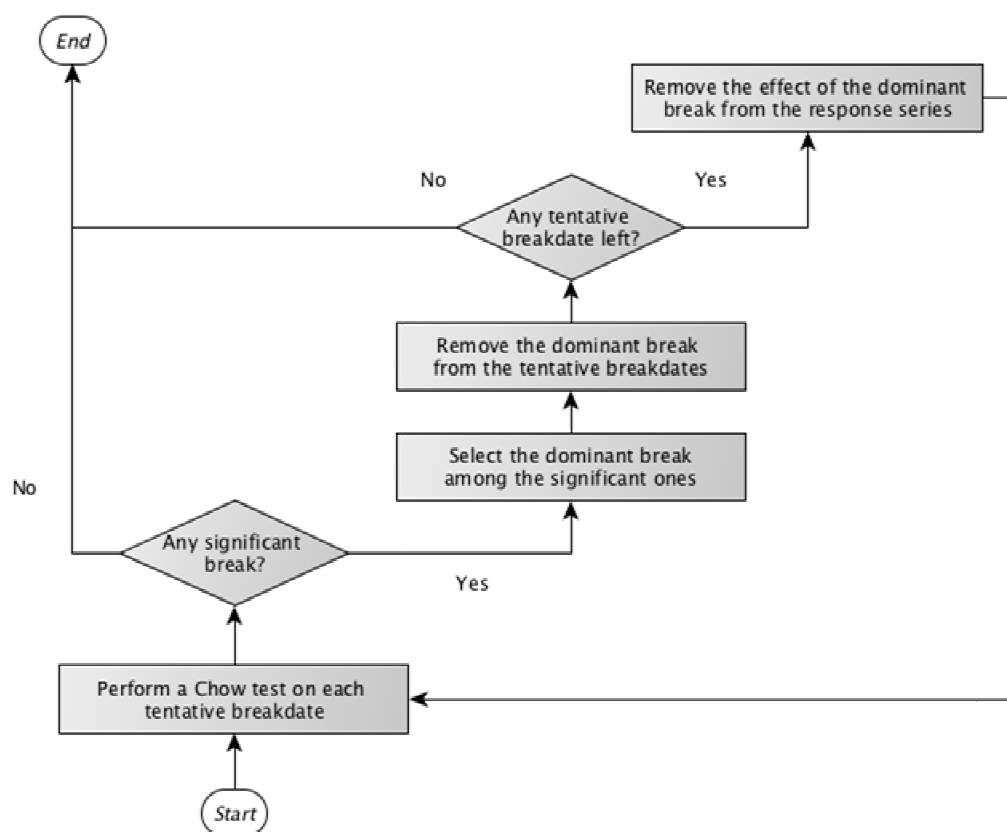 End
Remove the effect of the dominant
break from the response series
No
Yes
Any tentative
breakdate left?
Remove the dominant break
from the tentative breakdates
Select the dominant break
among the significant ones
No
Any significant
break?
Yes
Perform a Chow test on each
tentative breakdate
Start